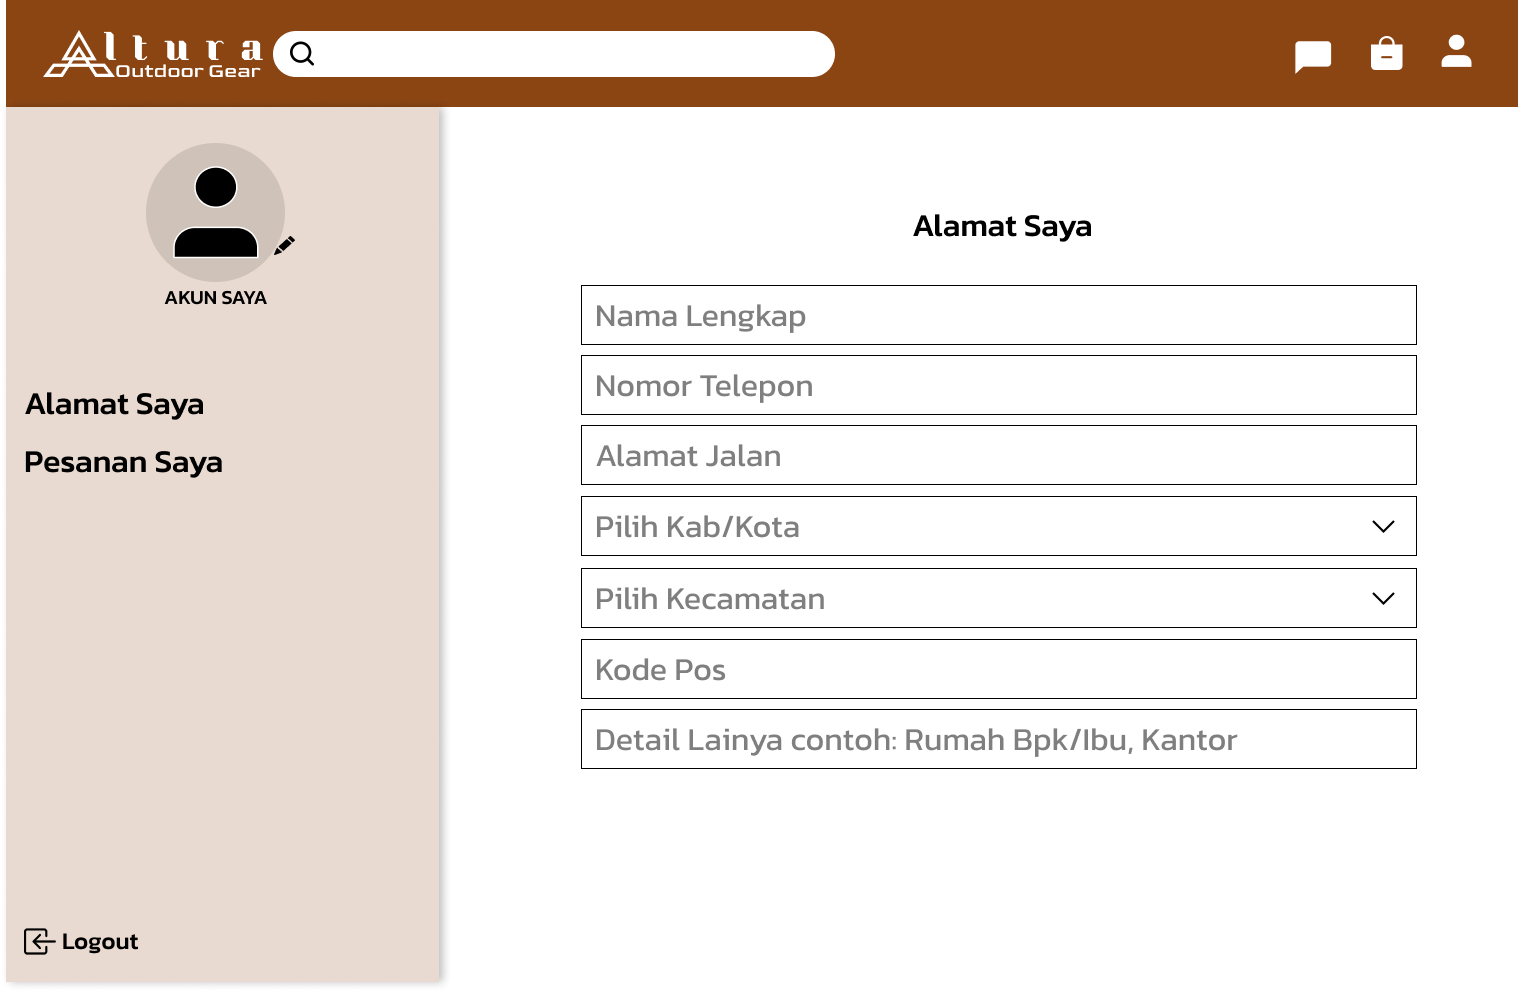 Altura
Outdoor Gear
AKUN SAYA
Alamat Saya
Pesanan Saya
Logout
Alamat Saya
Nama Lengkap
Nomor Telepon
Alamat Jalan
Pilih Kab/Kota
Pilih Kecamatan
Kode Pos
Detail Lainya contoh: Rumah Bpk/Ibu, Kantor